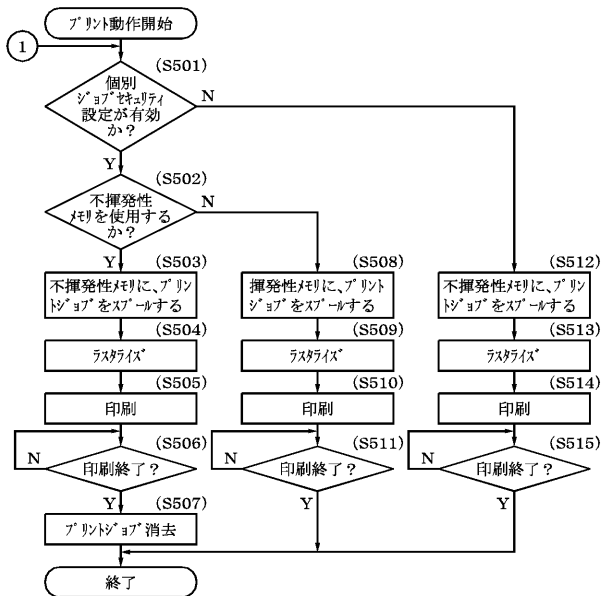 ﾌﾟﾘﾝﾄ動作開始
1
(S501)
個別
ｼﾞｮﾌﾞｾｷｭﾘﾃｨ
設定が有効
か？
N
Y
(S502)
不揮発性
ﾒﾓﾘを使用する
か？
N
Y
(S503)
不揮発性ﾒﾓﾘに､ﾌﾟﾘﾝ
ﾄｼﾞｮﾌﾞをｽﾌﾟｰﾙする
(S508)
揮発性ﾒﾓﾘに､ﾌﾟﾘﾝﾄ
ｼﾞｮﾌﾞをｽﾌﾟｰﾙする
(S512)
不揮発性ﾒﾓﾘに､ﾌﾟﾘﾝ
ﾄｼﾞｮﾌﾞをｽﾌﾟｰﾙする
(S504)
ﾗｽﾀﾗｲｽﾞ
(S509)
ﾗｽﾀﾗｲｽﾞ
(S513)
ﾗｽﾀﾗｲｽﾞ
(S505)
印刷
(S510)
印刷
(S514)
印刷
(S506)
印刷終了？
N
Y
(S511)
印刷終了？
N
Y
(S515)
印刷終了？
N
Y
(S507)
ﾌﾟﾘﾝﾄｼﾞｮﾌﾞ消去
終了